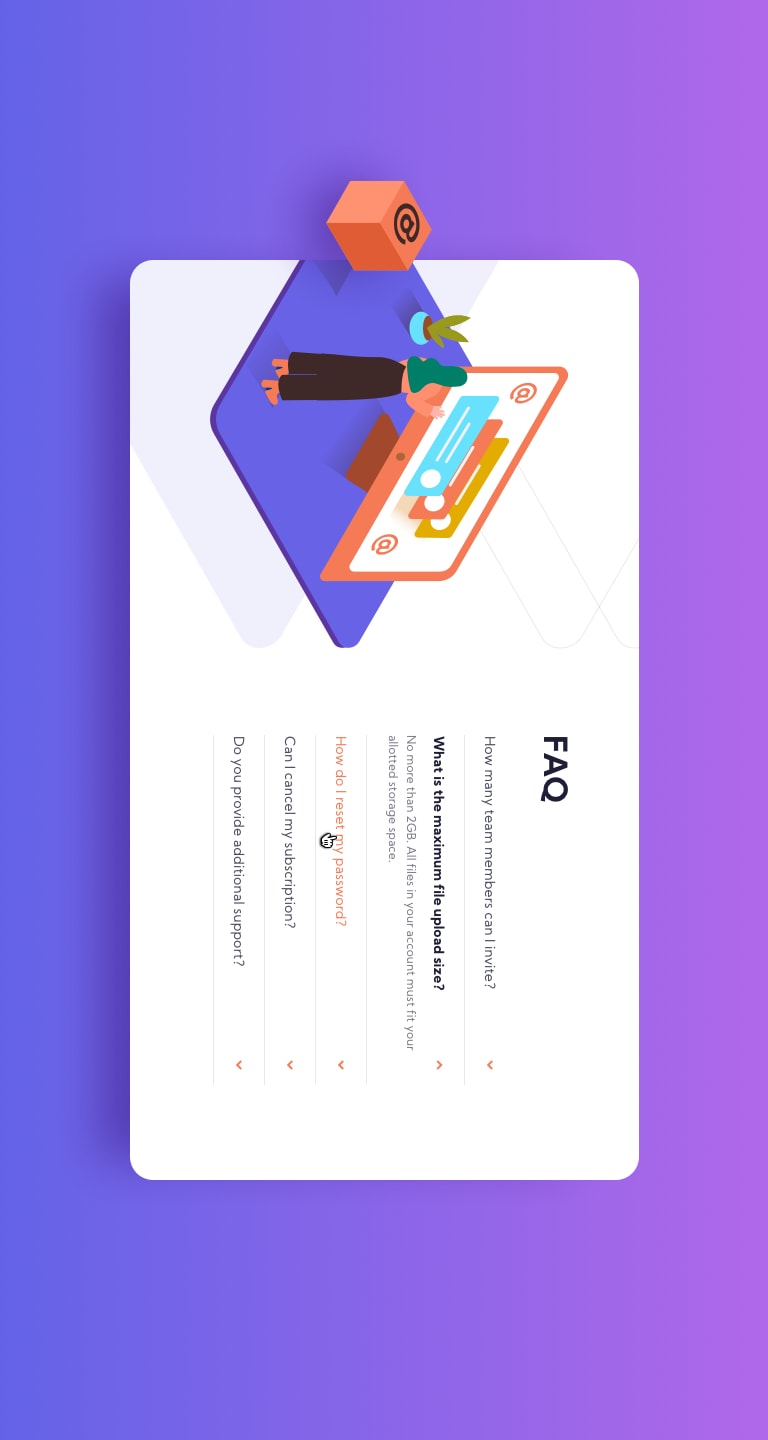 FAQ
How many team members can I invite?
What is the maximum file upload size?
No more than 2GB. All files in your account must fit your
allotted storage space.
How do I reset my password?
Can I cancel my subscription?
Do you provide additional support?
@
@
@